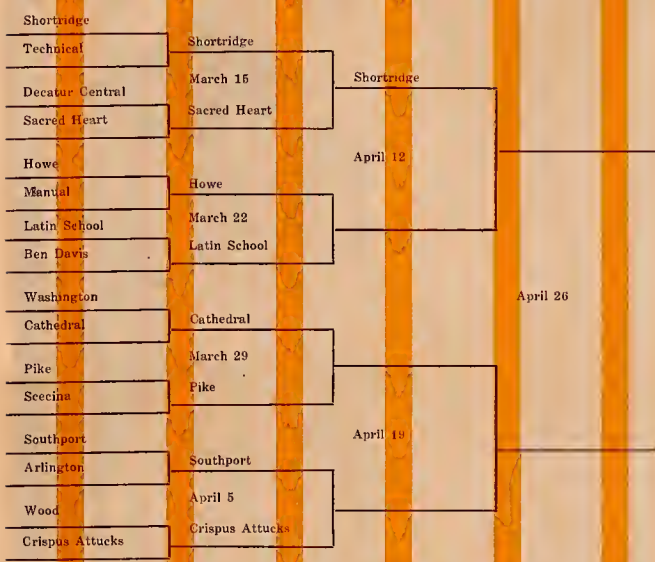 Shortridge
Technical
Decatur Central
Sacred Heart
Howe
Manual
Latin School
Ben Davis
Washington
Cathedral
Pike
Scecina
Southport
Arlington
Wood
Crispus Attucks
Shortridge
March 15
Sacred Heart
Howe
March 22
Latin School
Cathedral
March 29
Pike
Southport
April 5
Crispus Attucks
Shortridge
April 12
April 19
April 26